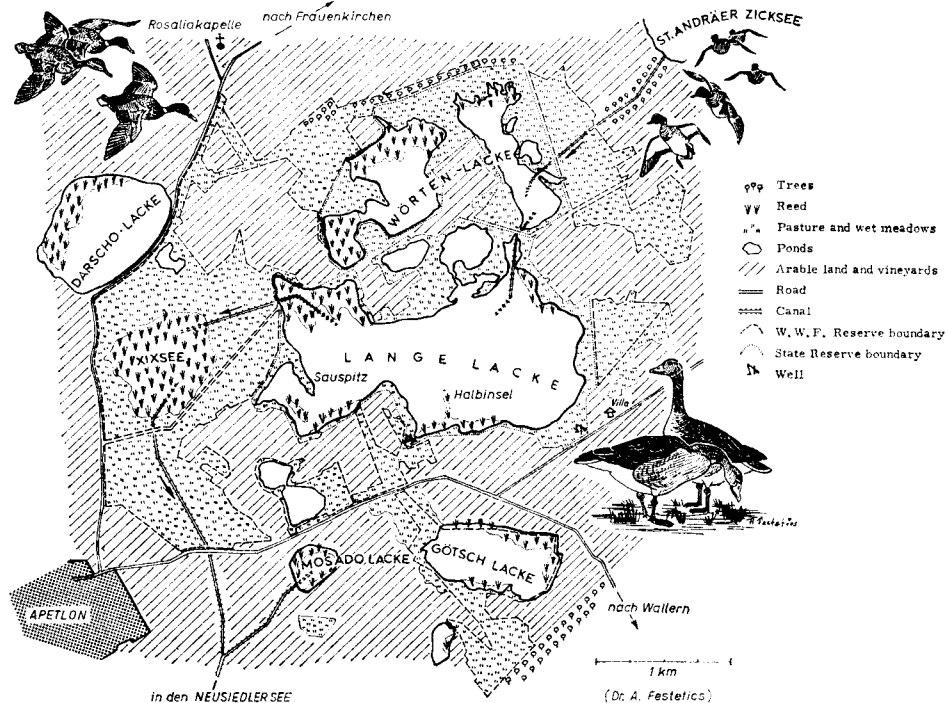 nach Frauenkirchen
Rosaliakapelle
ST. ANDRÄER ZICKSEE
WÖRTEN-LACKE
DARSCHO-LACKE
XIXSEE
LANGE LACKE
Sauspitz
Halbinsel
Villa
Trees
Reed
Pasture and wet meadows
Ponds
Arable land and vineyards
Road
Canal
W.W.F. Reserve boundary
State Reserve boundary
Well
A. Festetics
MOSADO LACKE
GÖTSCH LACKE
APETLON
nach Wallern
1 km
in den NEUSIEDLERSEE
(Dr. A. Festetics)